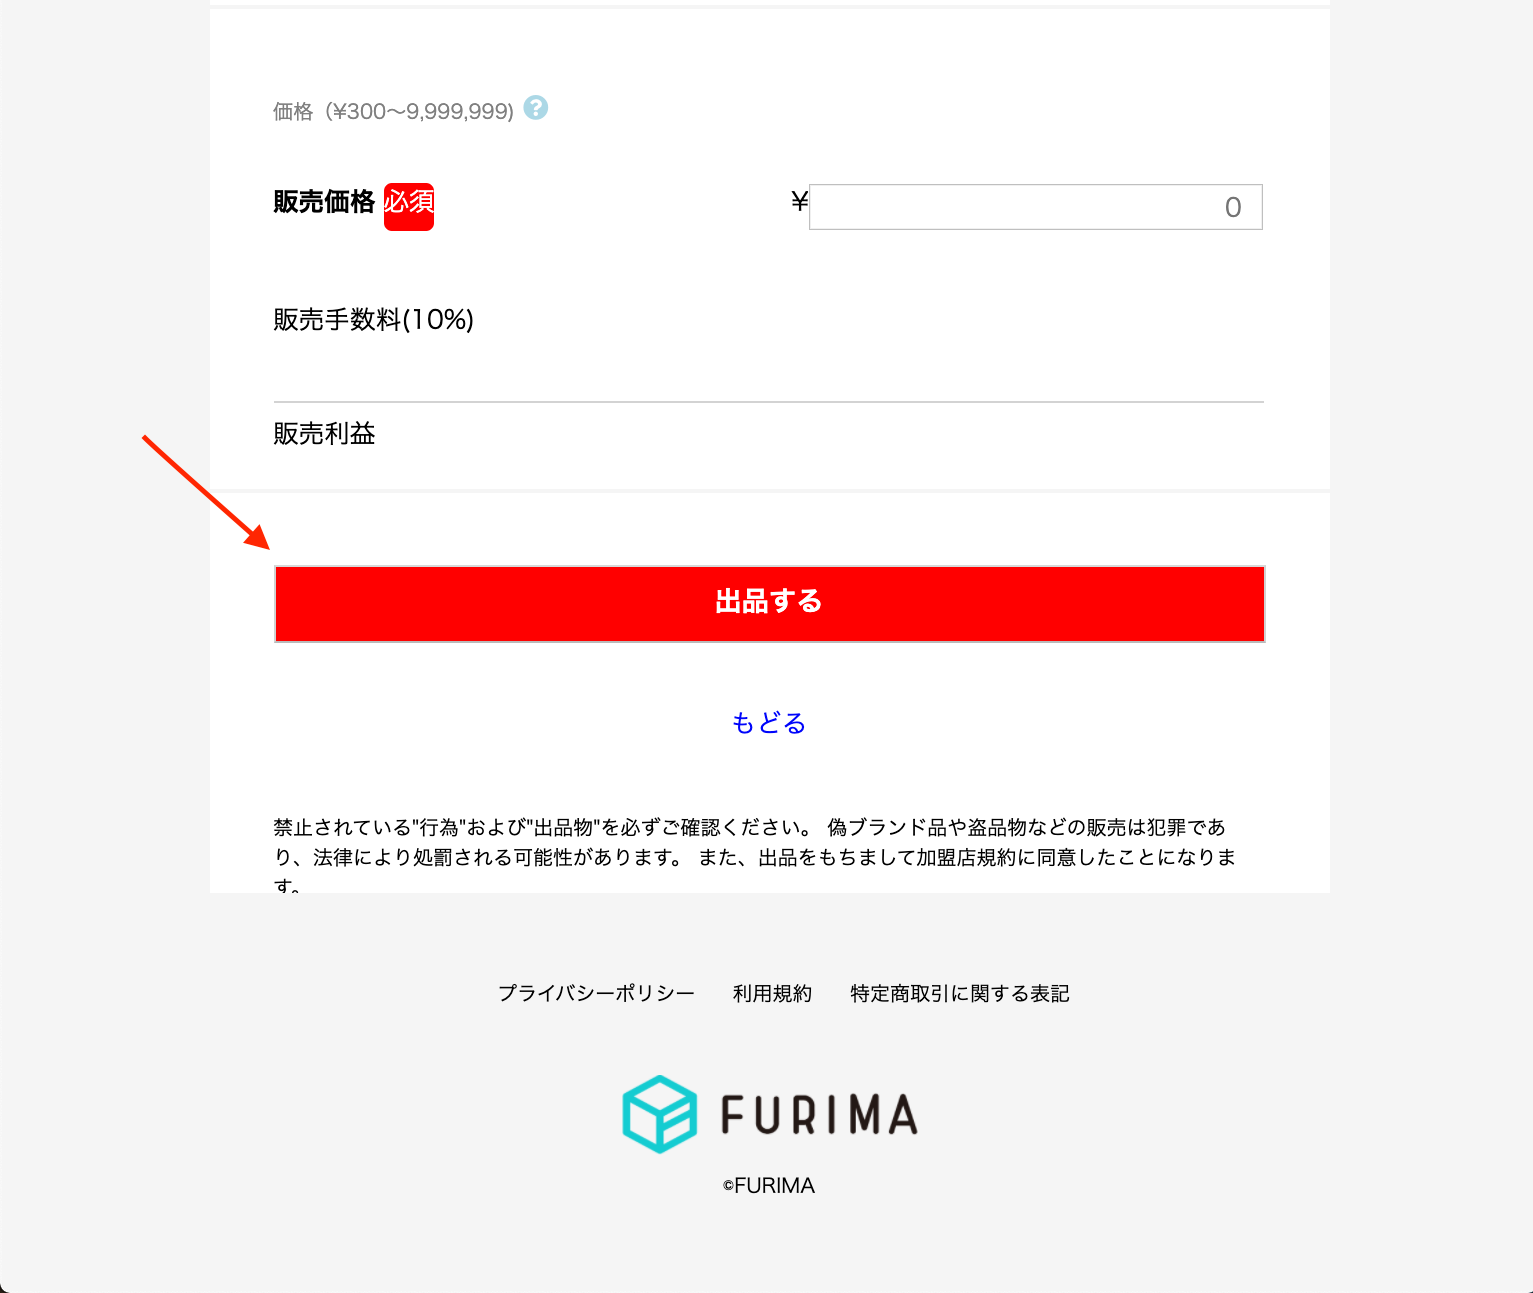 価格（¥300〜9,999,999) ?
販売価格 必須 ¥ 0
販売手数料(10%)
販売利益
出品する
もどる
禁止されている"行為"および"出品物"を必ずご確認ください。 偽ブランド品や盗品物などの販売は犯罪であ
り、法律により処罰される可能性があります。 また、出品をもちまして加盟店規約に同意したことになりま
す。
プライバシーポリシー 利用規約 特定商取引に関する表記
FURIMA
©FURIMA